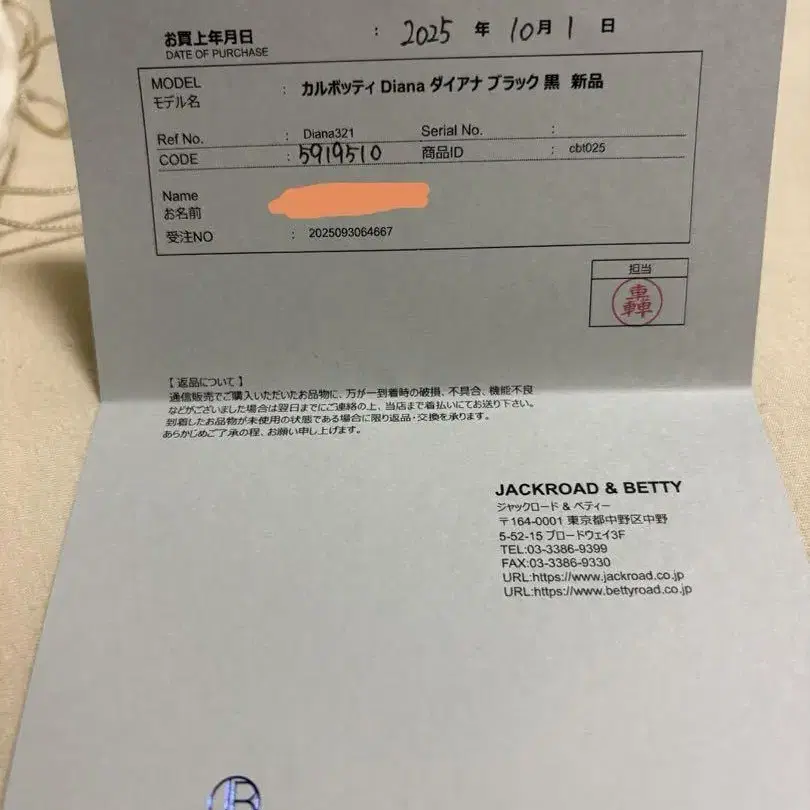 お買上年月日 : 2025 年 10月 1 日
DATE OF PURCHASE
MODEL
モデル名 : カルボッティ Diana ダイアナ ブラック 黒 新品
Ref No. : Diana321 Serial No. :
CODE : 5919510 商品ID : cbt025
Name
お名前
受注NO : 2025093064667
担当
轟
【 返品について 】
通信販売でご購入いただいたお品物に、万が一到着時の破損、不具合、機能不良
などがございました場合は翌日までにご連絡の上、当店まで着払いにてお送り下さい。
到着したお品物が未使用の状態である場合に限り返品・交換を承ります。
あらかじめご了承の程、お願い申し上げます。
JACKROAD & BETTY
ジャックロード & ベティー
〒164-0001 東京都中野区中野
5-52-15 ブロードウェイ3F
TEL:03-3386-9399
FAX:03-3386-9330
URL:https://www.jackroad.co.jp
URL:https://www.bettyroad.co.jp